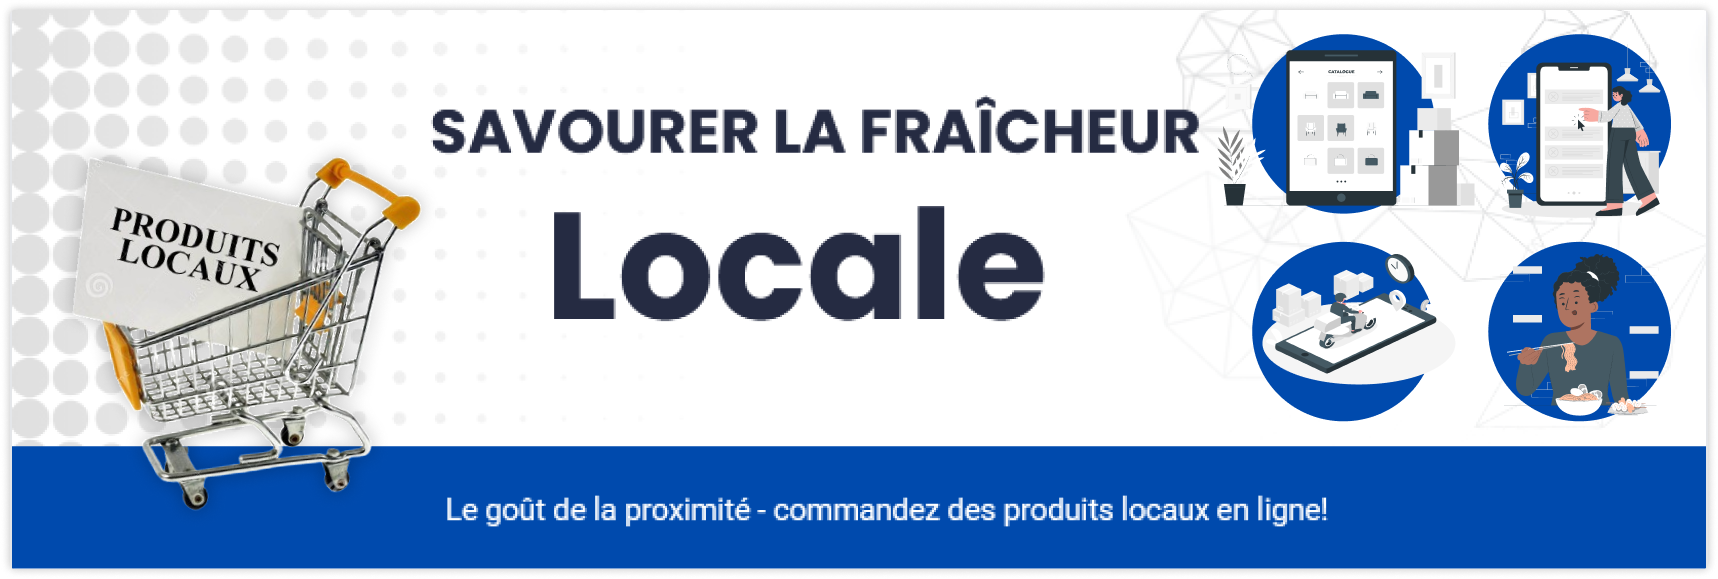 SAVOURER LA FRAÎCHEUR
Locale
PRODUITS
LOCAUX
CATALOGUE
Le goût de la proximité - commandez des produits locaux en ligne!